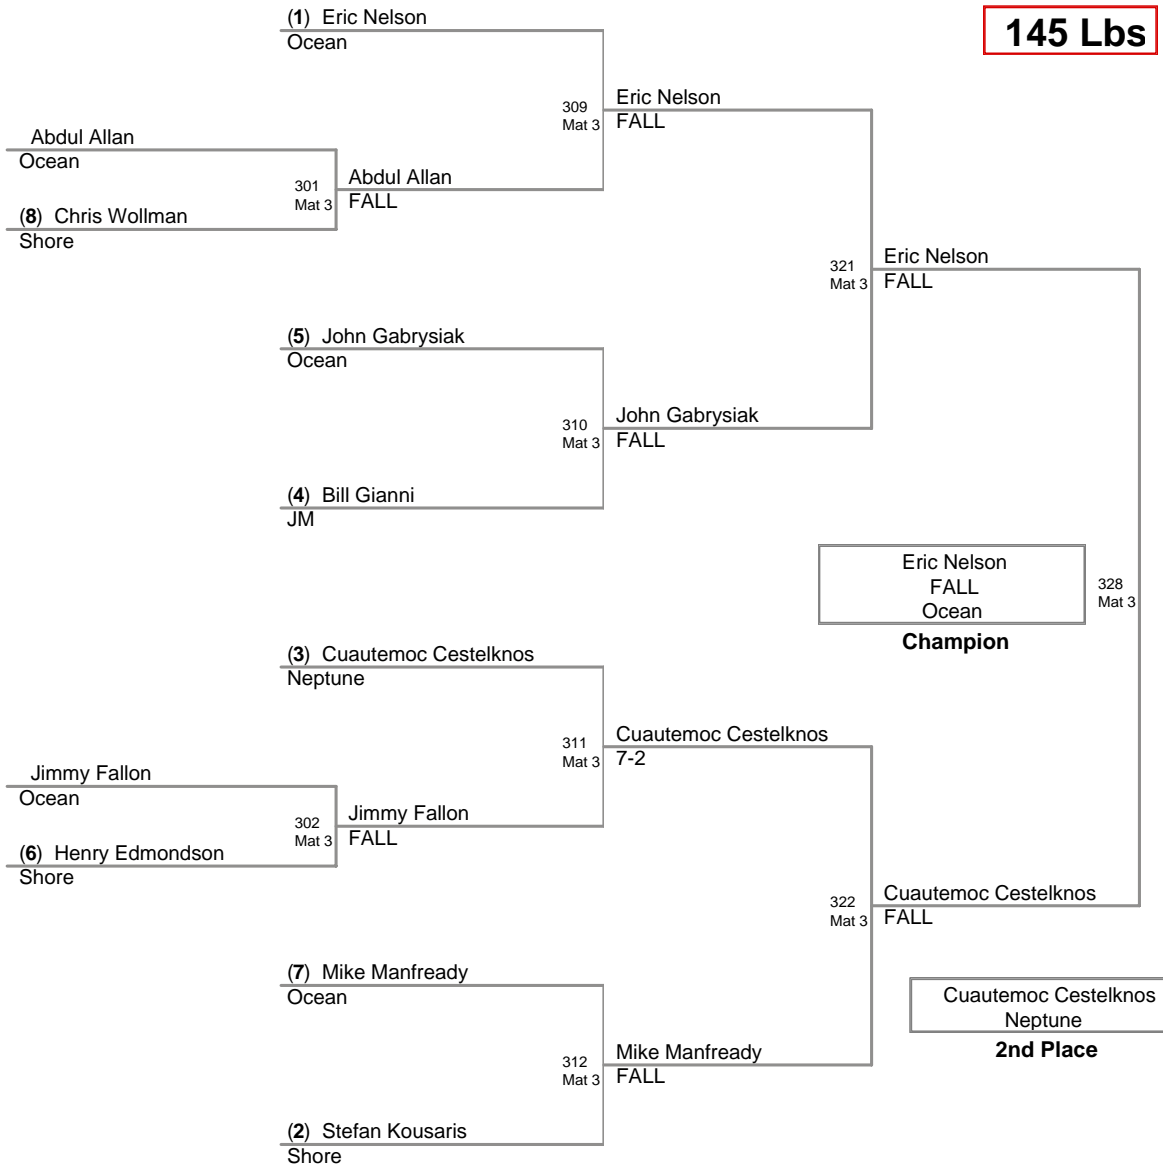 (1) Eric Nelson
Ocean
145 Lbs
309
Mat 3
Eric Nelson
FALL
Abdul Allan
Ocean
301
Mat 3
Abdul Allan
FALL
(8) Chris Wollman
Shore
321
Mat 3
Eric Nelson
FALL
(5) John Gabrysiak
Ocean
310
Mat 3
John Gabrysiak
FALL
(4) Bill Gianni
JM
Eric Nelson
FALL
Ocean
Champion
328
Mat 3
(3) Cuautemoc Cestelknos
Neptune
311
Mat 3
Cuautemoc Cestelknos
7-2
Jimmy Fallon
Ocean
302
Mat 3
Jimmy Fallon
FALL
(6) Henry Edmondson
Shore
322
Mat 3
Cuautemoc Cestelknos
FALL
(7) Mike Manfready
Ocean
Cuautemoc Cestelknos
Neptune
2nd Place
312
Mat 3
Mike Manfready
FALL
(2) Stefan Kousaris
Shore